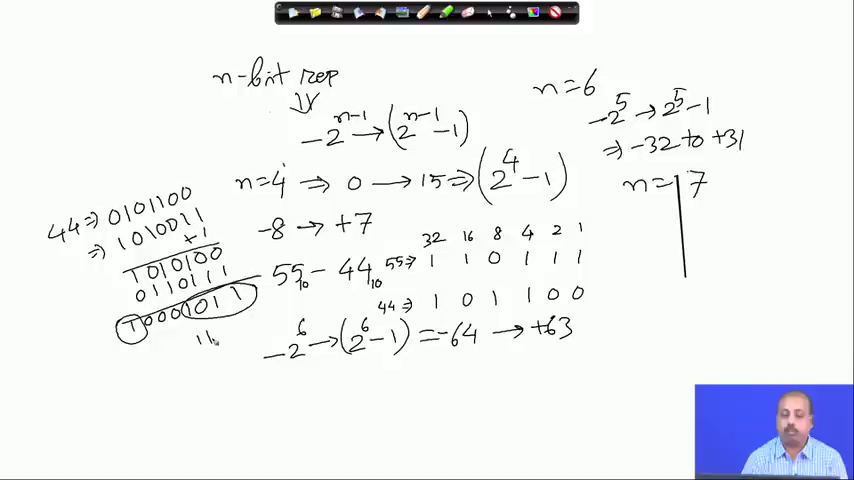 n-bit rep
⇓
-2^(n-1) → (2^(n-1) -1)
n=4 ⇒ 0 → 15 ⇒ (2^4 -1)
-8 → +7
32 16 8 4 2 1
55₁₀ - 44₁₀ 55⇒ 1 1 0 1 1 1
44⇒ 1 0 1 1 0 0
-2^6 → (2^6 -1) = -64 → +63
n=6
-2^5 → 2^5 -1
⇒ -32 to +31
n= 7
44⇒ 0101100
⇒ 1010011
+1
1010100
0110111
10001011
11